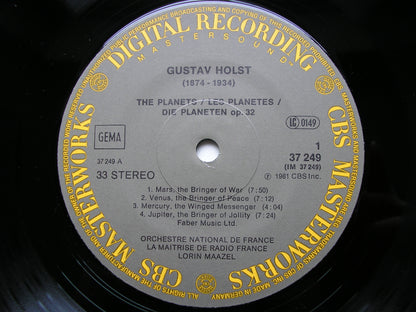 DIGITAL RECORDING
MASTERSOUND
GUSTAV HOLST
(1874 - 1934)
THE PLANETS / LES PLANETES /
DIE PLANETEN op. 32
GEMA
LC 0149
37 249 A
1
37 249
(IM 37 249)
33 STEREO
℗ 1981 CBS Inc.
1. Mars, the Bringer of War (7:50)
2. Venus, the Bringer of Peace (7:24)
3. Mercury, the Winged Messenger (4:04)
4. Jupiter, the Bringer of Jollity (7:24)
Faber Music Ltd.
ORCHESTRE NATIONAL DE FRANCE
LA MAITRISE DE RADIO FRANCE
LORIN MAAZEL
CBS MASTERWORKS
CBS MASTERWORKS
MADE IN GERMANY